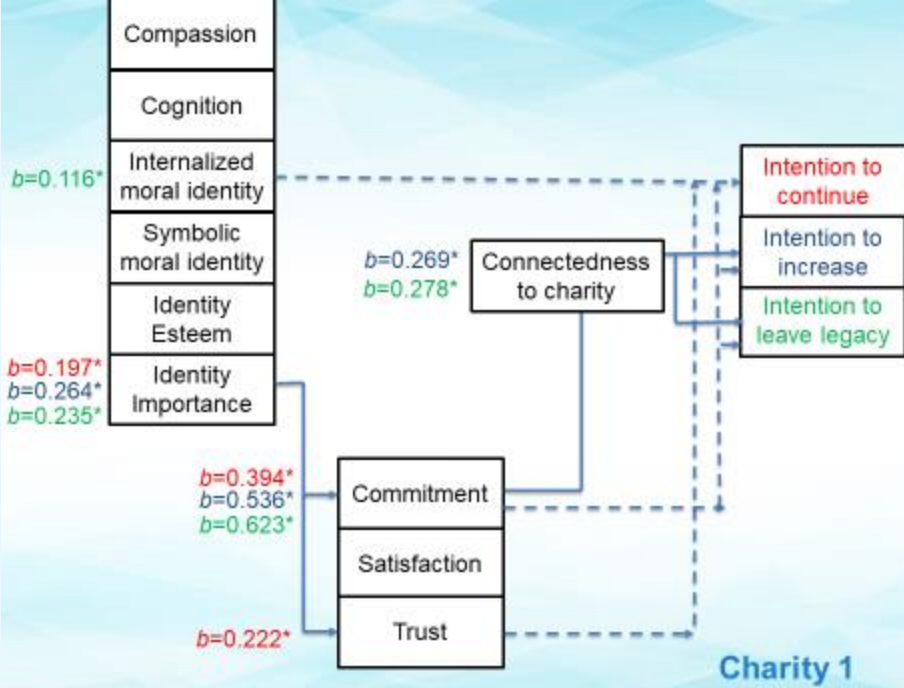 Compassion
Cognition
b=0.116*
Internalized
moral identity
Symbolic
moral identity
Identity
Esteem
b=0.197*
b=0.264*
b=0.235*
Identity
Importance
b=0.269*
b=0.278*
Connectedness
to charity
Intention to
continue
Intention to
increase
Intention to
leave legacy
b=0.394*
b=0.536*
b=0.623*
Commitment
Satisfaction
b=0.222*
Trust
Charity 1